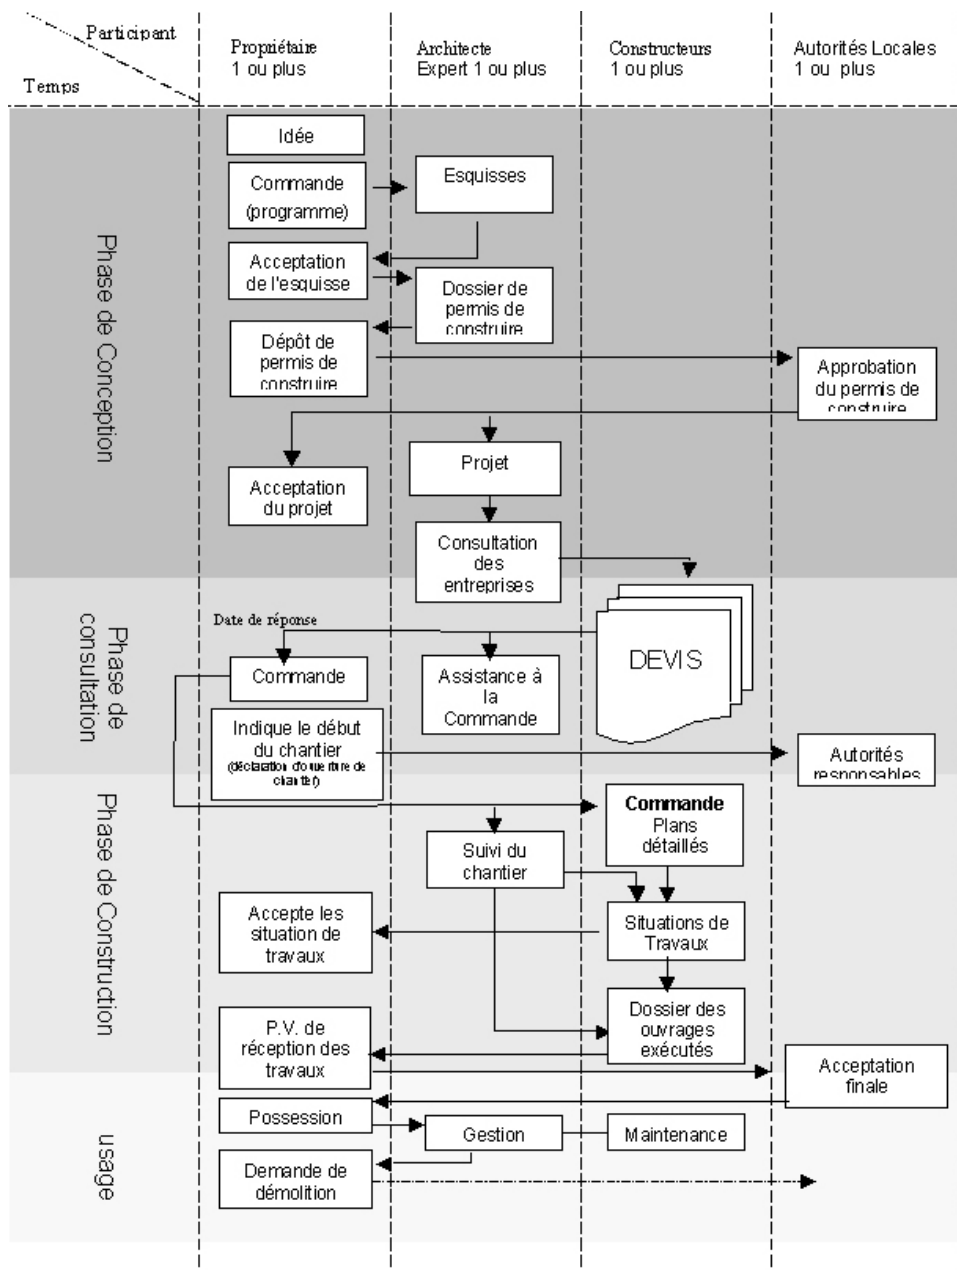 Participant
Temps
Propriétaire
1 ou plus
Architecte
Expert 1 ou plus
Constructeurs
1 ou plus
Autorités Locales
1 ou plus
Phase de Conception
Idée
Commande
(programme)
Esquisses
Acceptation
de l'esquisse
Dossier de
permis de
construire
Dépôt de
permis de
construire
Approbation
du permis de
construire
Projet
Acceptation
du projet
Consultation
des
entreprises
Phase de
consultation
Date de réponse
DEVIS
Commande
Assistance à
la
Commande
Indique le début
du chantier
(déclaration d'ouverture de
chantier)
Autorités
responsables
Phase de Construction
Commande
Plans
détaillés
Suivi du
chantier
Accepte les
situation de
travaux
Situations de
Travaux
Dossier des
ouvrages
exécutés
P.V. de
réception des
travaux
Acceptation
finale
usage
Possession
Gestion
Maintenance
Demande de
démolition